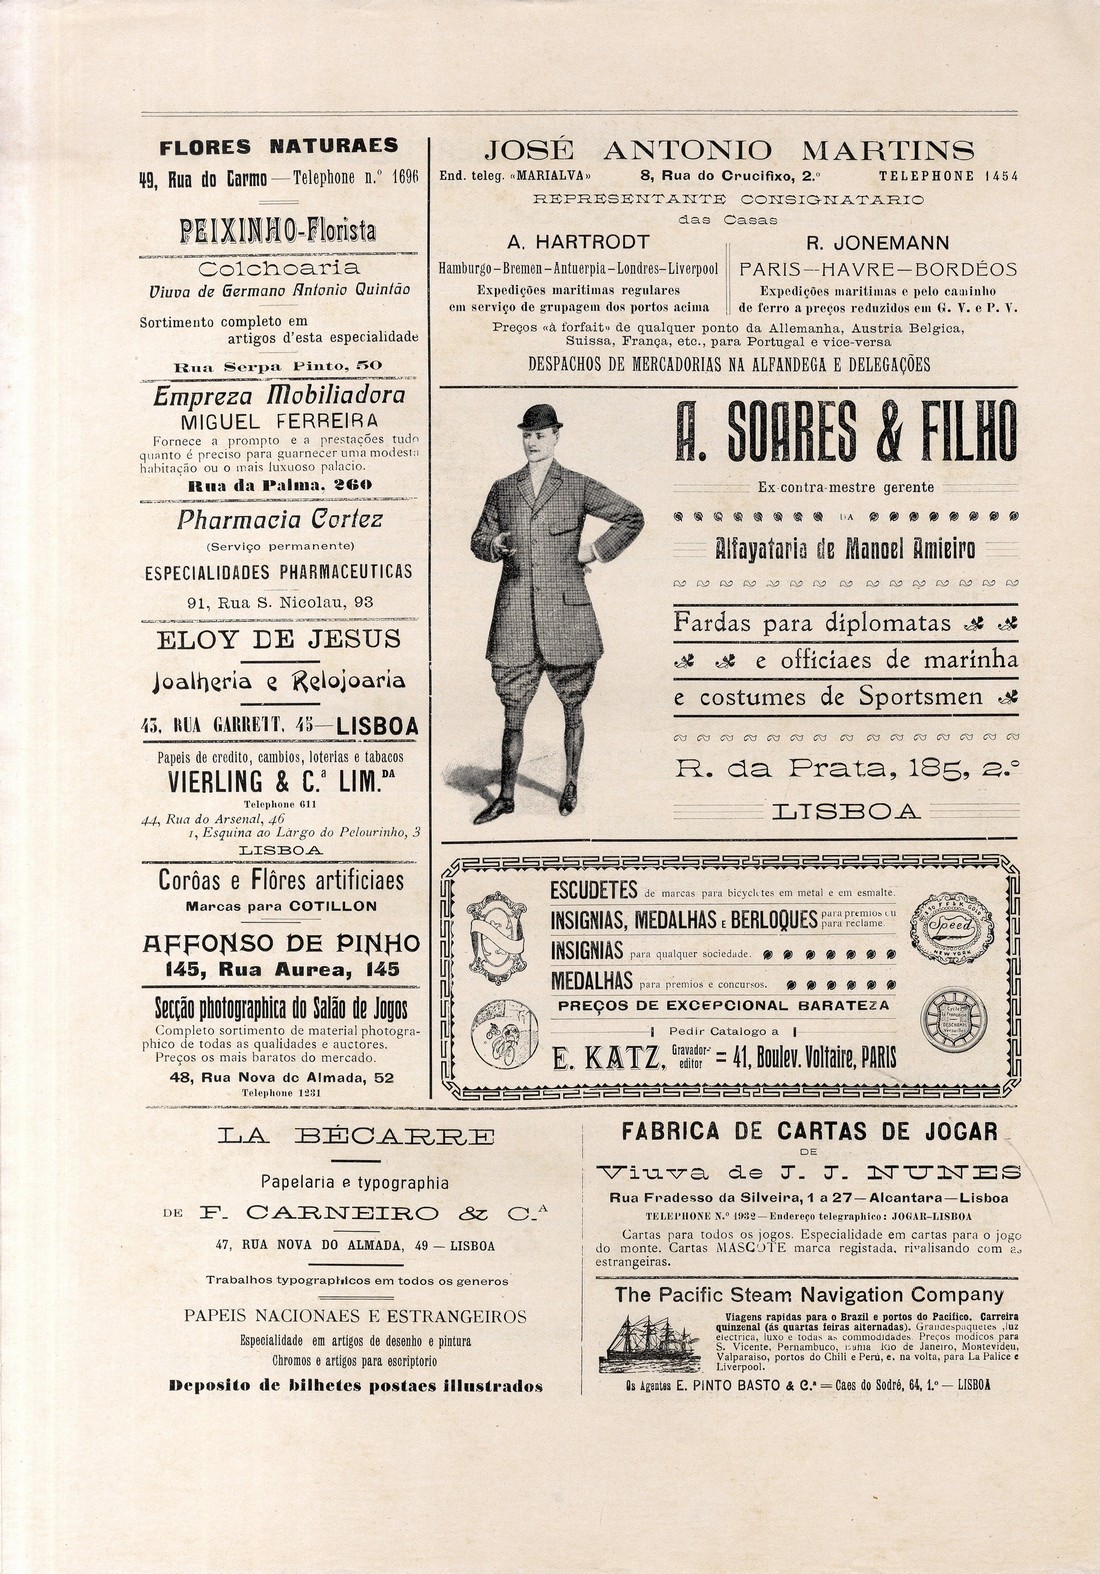 FLORES NATURAES
49, Rua do Carmo — Telephone n.º 1696
PEIXINHO-Florista
Colchoaria
Viuva de Germano Antonio Quintão
Sortimento completo em
artigos d'esta especialidade
Rua Serpa Pinto, 50
Empreza Mobiliadora
MIGUEL FERREIRA
Fornece a prompto e a prestações tudo
quanto é preciso para guarnecer uma modesta
habitação ou o mais luxuoso palacio.
Rua da Palma, 260
Pharmacia Cortez
(Serviço permanente)
ESPECIALIDADES PHARMACEUTICAS
91, Rua S. Nicolau, 93
ELOY DE JESUS
Joalheria e Relojoaria
45, RUA GARRETT, 45—LISBOA
Papeis de credito, cambios, loterias e tabacos
VIERLING & C.ª LIM.DA
Telephone 611
44, Rua do Arsenal, 46
1, Esquina ao Largo do Pelourinho, 3
LISBOA
Corôas e Flôres artificiaes
Marcas para COTILLON
AFFONSO DE PINHO
145, Rua Aurea, 145
Secção photographica do Salão de Jogos
Completo sortimento de material photogra-
phico de todas as qualidades e auctores.
Preços os mais baratos do mercado.
48, Rua Nova do Almada, 52
Telephone 1231
JOSÉ ANTONIO MARTINS
End. teleg. «MARIALVA» 8, Rua do Crucifixo, 2.º TELEPHONE 1454
REPRESENTANTE CONSIGNATARIO
das Casas
A. HARTRODT
Hamburgo-Bremen-Antuerpia-Londres-Liverpool
Expedições maritimas regulares
em serviço de grupagem dos portos acima
R. JONEMANN
PARIS—HAVRE—BORDÉOS
Expedições maritimas e pelo caminho
de ferro a preços reduzidos em G. V. e P. V.
Preços «à forfait» de qualquer ponto da Allemanha, Austria Belgica,
Suissa, França, etc., para Portugal e vice-versa
DESPACHOS DE MERCADORIAS NA ALFANDEGA E DELEGAÇÕES
A. SOARES & FILHO
Ex-contra-mestre gerente
DA
Alfayataria de Manoel Amieiro
Fardas para diplomatas
e officiaes de marinha
e costumes de Sportsmen
R. da Prata, 185, 2.º
LISBOA
ESCUDETES de marcas para bicycletes em metal e em esmalte.
INSIGNIAS, MEDALHAS E BERLOQUES para premios ou
para reclame.
INSIGNIAS para qualquer sociedade.
MEDALHAS para premios e concursos.
PREÇOS DE EXCEPCIONAL BARATEZA
Pedir Catalogo a
E. KATZ, Gravador-editor = 41, Boulev. Voltaire, PARIS
Speed
NEW YORK
LA BÉCARRE
Papelaria e typographia
DE F. CARNEIRO & C.A
47, RUA NOVA DO ALMADA, 49 — LISBOA
Trabalhos typographicos em todos os generos
PAPEIS NACIONAES E ESTRANGEIROS
Especialidade em artigos de desenho e pintura
Chromos e artigos para escriptorio
Deposito de bilhetes postaes illustrados
FABRICA DE CARTAS DE JOGAR
DE
Viuva de J. J. NUNES
Rua Fradesso da Silveira, 1 a 27—Alcantara—Lisboa
TELEPHONE N.º 1932—Endereço telegraphico: JOGAR-LISBOA
Cartas para todos os jogos. Especialidade em cartas para o jogo
do monte. Cartas MASCOTE marca registada, rivalisando com as
estrangeiras.
The Pacific Steam Navigation Company
Viagens rapidas para o Brazil e portos do Pacifico. Carreira
quinzenal (ás quartas feiras alternadas). Grandes paquetes, luz
electrica, luxo e todas as commodidades. Preços modicos para
S. Vicente, Pernambuco, Bahia Rio de Janeiro, Montevideu,
Valparaiso, portos do Chili e Perú, e, na volta, para La Palice e
Liverpool.
Os Agentes E. PINTO BASTO & C.ª = Caes do Sodré, 64, 1.º — LISBOA